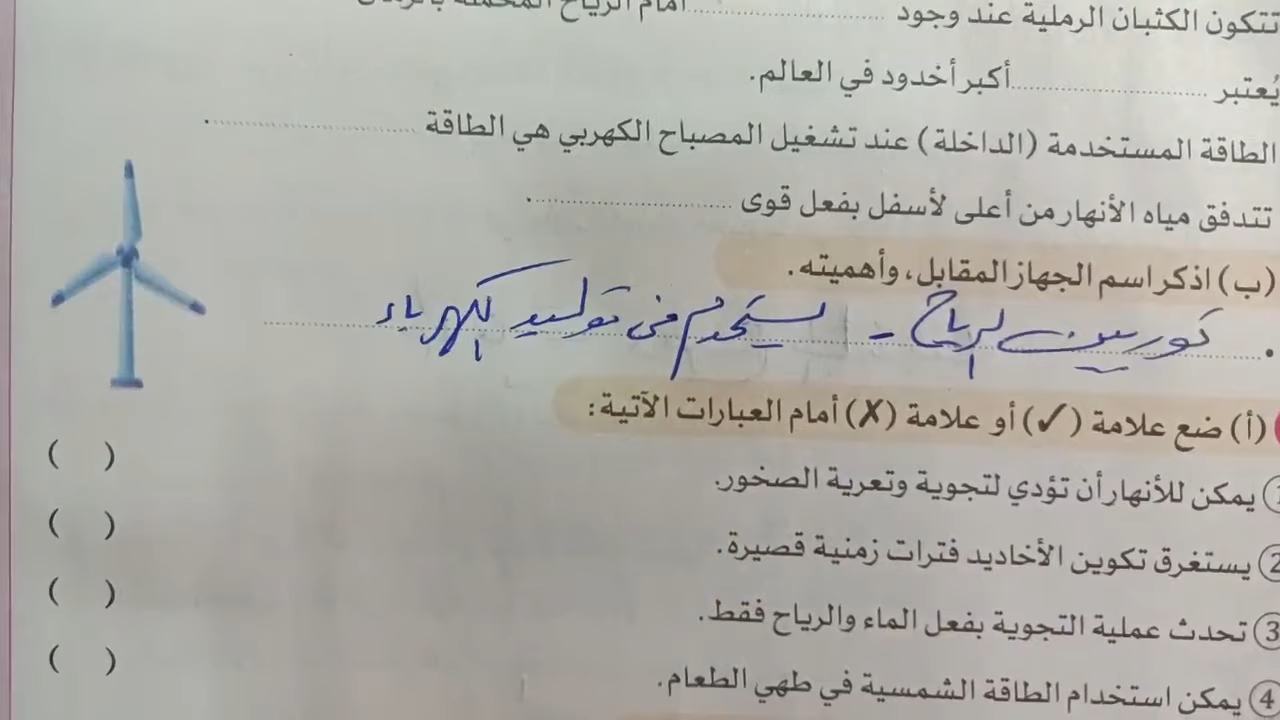 تتكون الكثبان الرملية عند وجود .................... أمام الرياح المحملة بالرمال
يُعتبر .................... أكبر أخدود في العالم.
الطاقة المستخدمة (الداخلة) عند تشغيل المصباح الكهربي هي الطاقة .................... .
تتدفق مياه الأنهار من أعلى لأسفل بفعل قوى .................... .
(ب) اذكر اسم الجهاز المقابل، وأهميته.
• توربين الرياح - يستخدم فى توليد الكهرباء
(أ) ضع علامة (✓) أو علامة (✗) أمام العبارات الآتية:
1 يمكن للأنهار أن تؤدي لتجوية وتعرية الصخور. ( )
2 يستغرق تكوين الأخاديد فترات زمنية قصيرة. ( )
3 تحدث عملية التجوية بفعل الماء والرياح فقط. ( )
4 يمكن استخدام الطاقة الشمسية في طهي الطعام. ( )